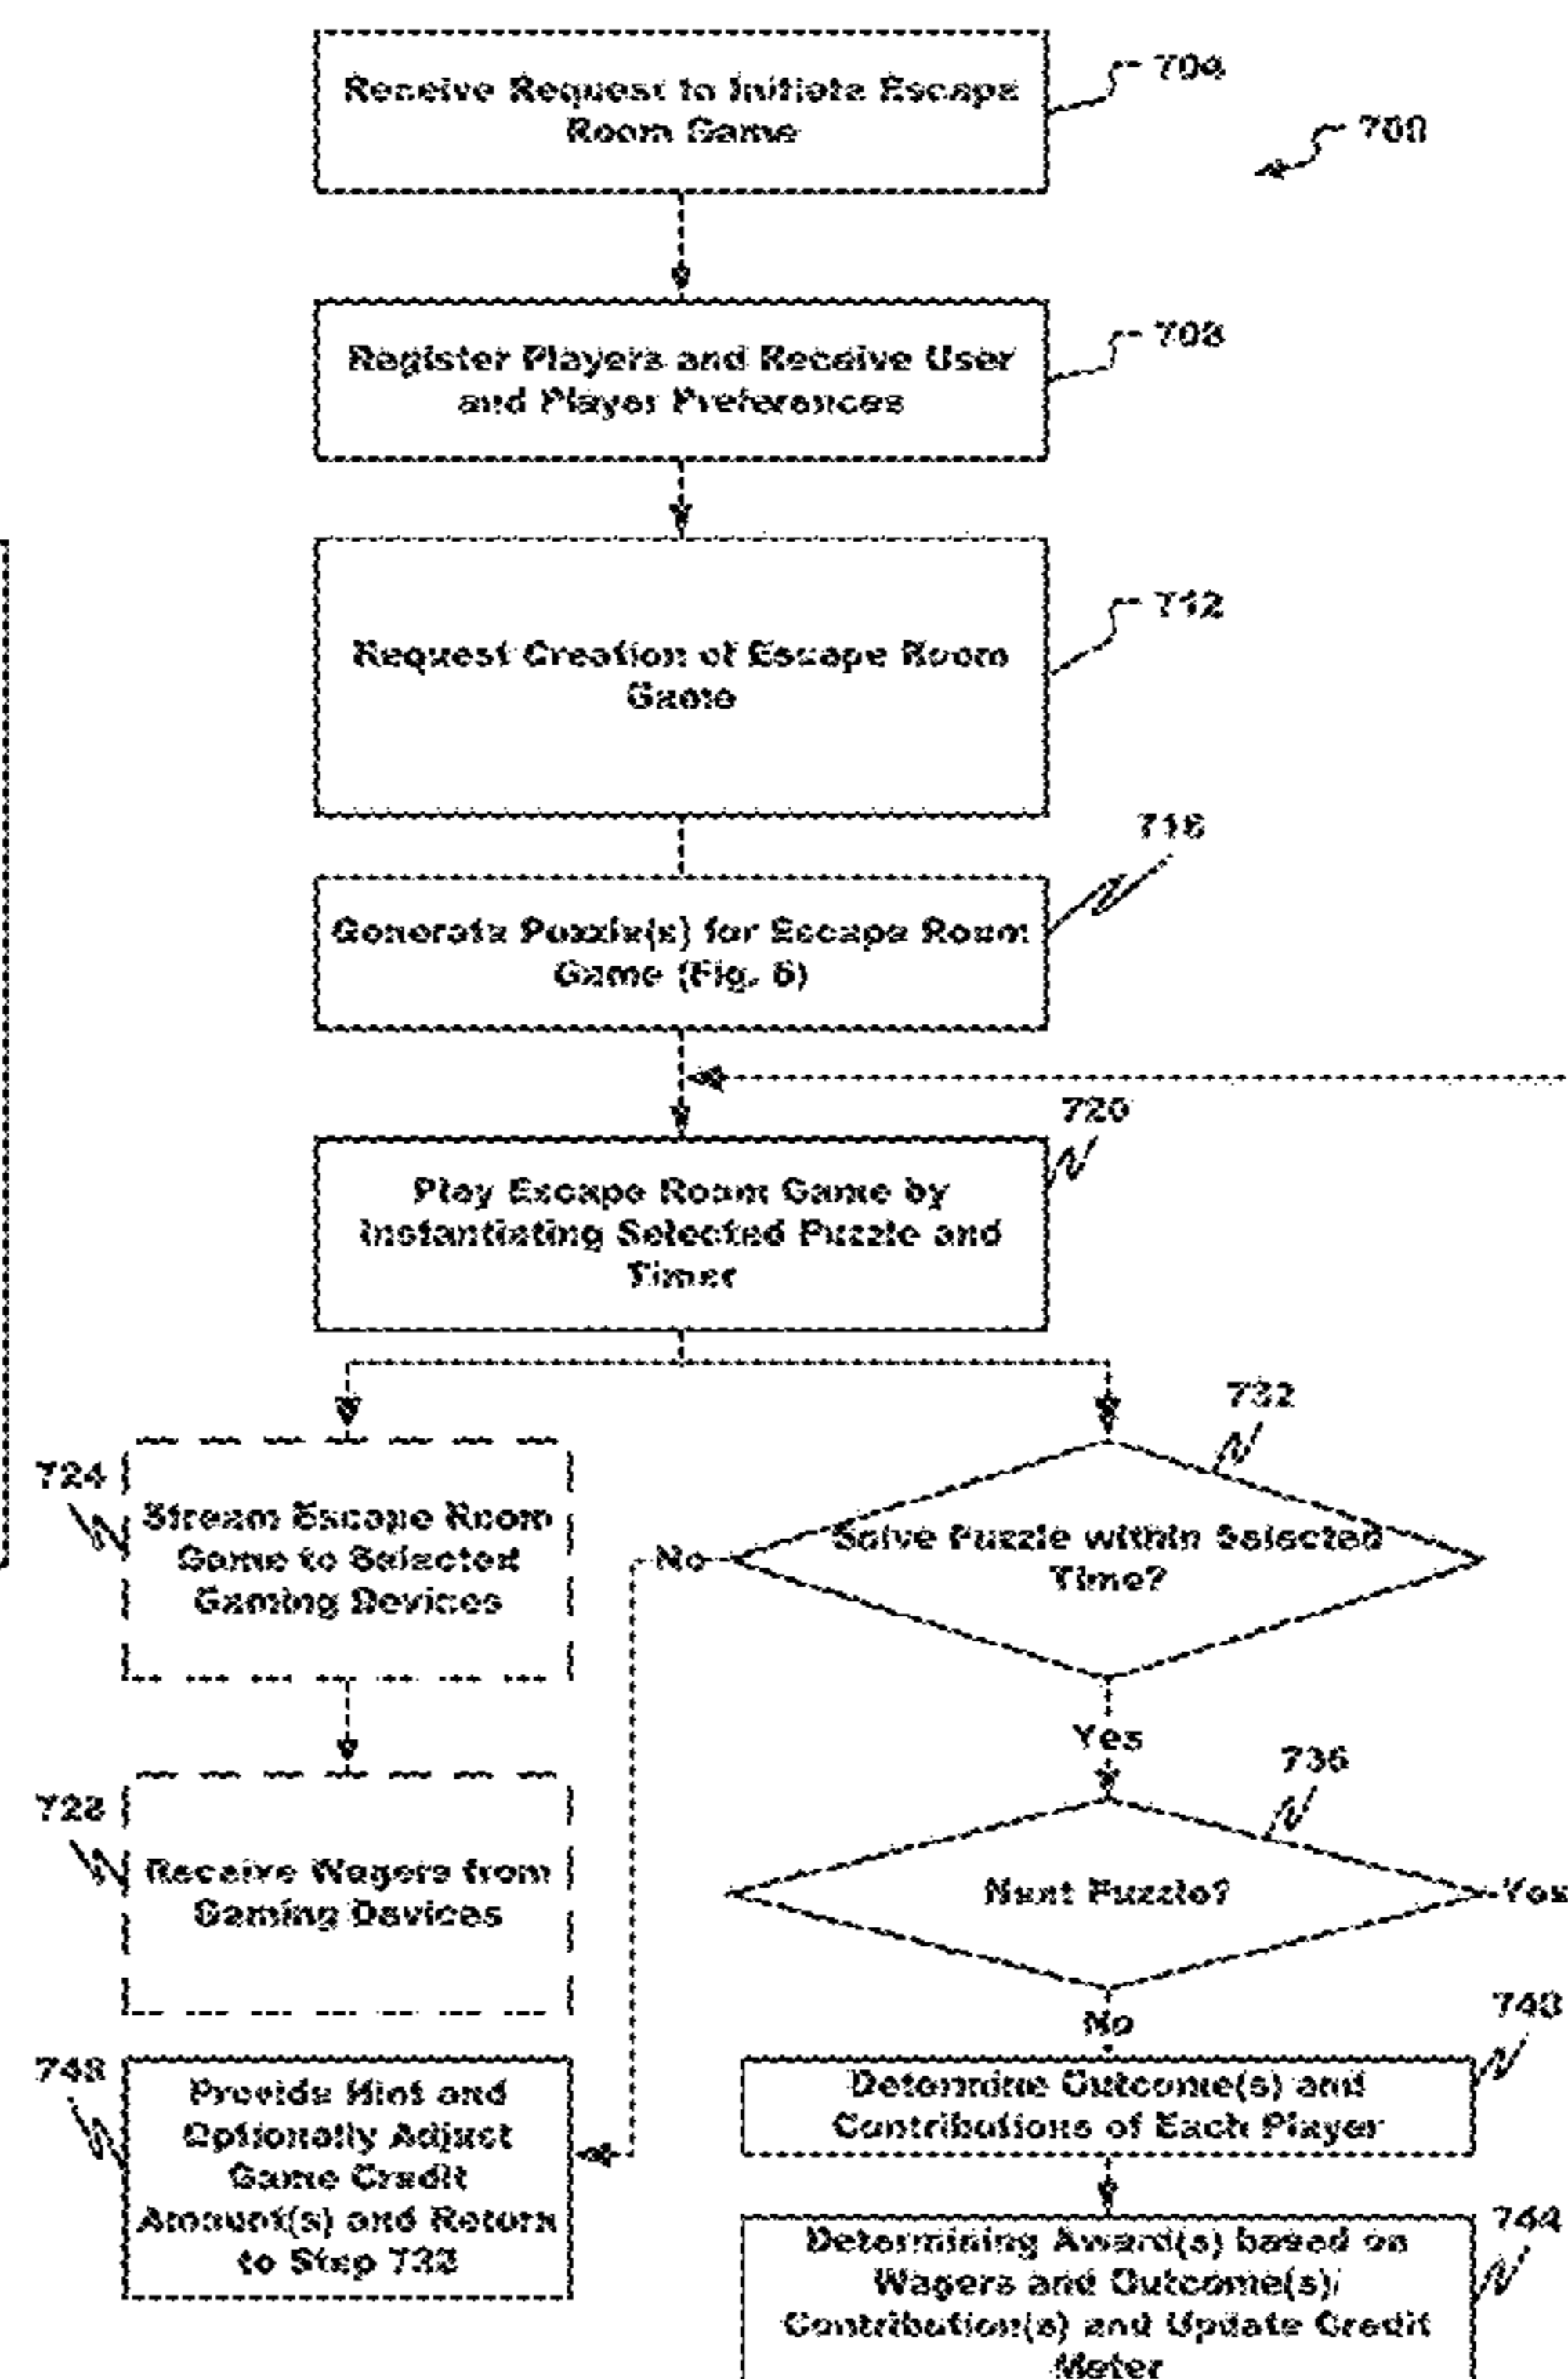 Receive Request to Initiate Escape
Room Game
704
700
Register Players and Receive User
and Player Preferences
708
Request Creation of Escape Room
Game
712
716
Generate Puzzle(s) for Escape Room
Game (Fig. 6)
720
Play Escape Room Game by
Instantiating Selected Puzzle and
Timer
724
Stream Escape Room
Game to Selected
Gaming Devices
732
Solve Puzzle within Selected
Time?
No
Yes
728
Receive Wagers from
Gaming Devices
736
Next Puzzle?
Yes
No
748
Provide Hint and
Optionally Adjust
Game Credit
Amount(s) and Return
to Step 732
740
Determine Outcome(s) and
Contributions of Each Player
744
Determining Award(s) based on
Wagers and Outcome(s)/
Contribution(s) and Update Credit
Meter